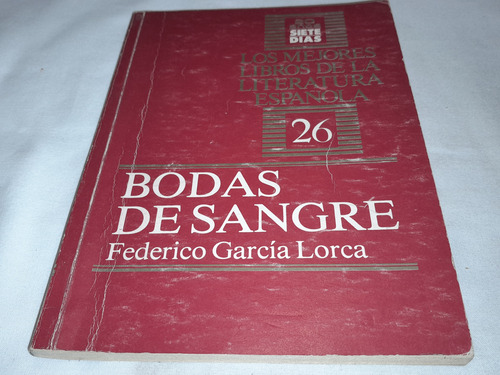 SIETE
DIAS
LOS MEJORES
LIBROS DE LA
LITERATURA
ESPAÑOLA
26
BODAS
DE SANGRE
Federico García Lorca